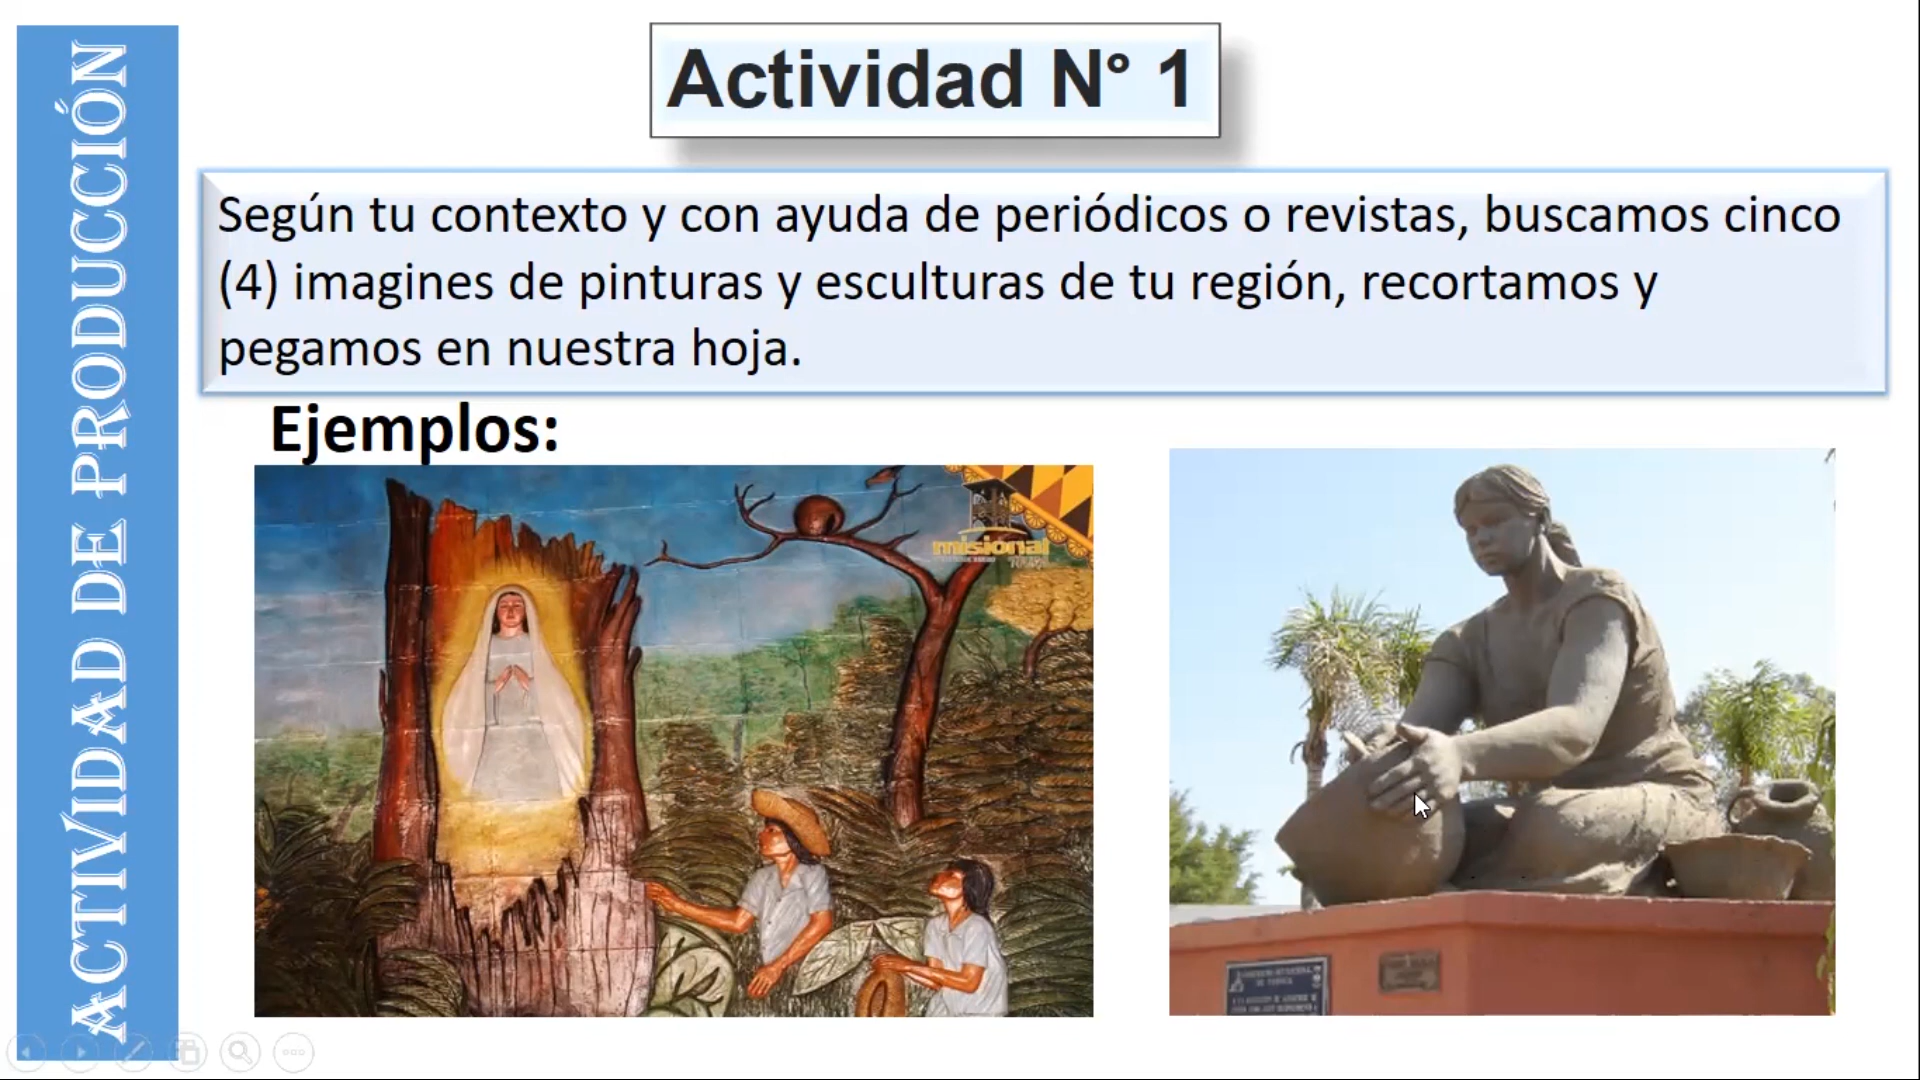 ACTIVIDAD DE PRODUCCIÓN
Actividad N° 1
Según tu contexto y con ayuda de periódicos o revistas, buscamos cinco
(4) imagines de pinturas y esculturas de tu región, recortamos y
pegamos en nuestra hoja.
Ejemplos:
misional